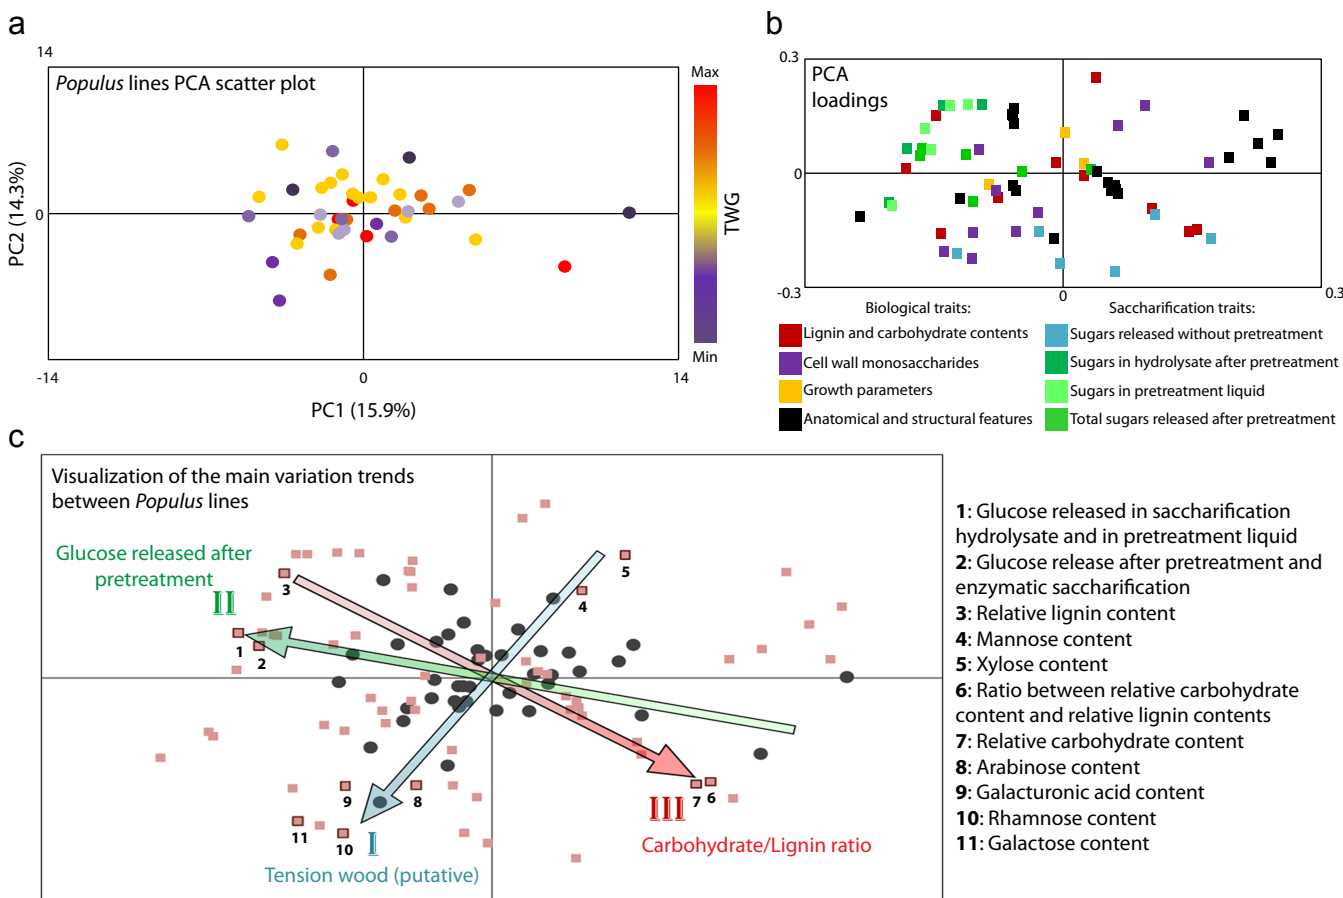 a
14
Populus lines PCA scatter plot
PC2 (14.3%)
0
-14
0
14
PC1 (15.9%)
Max
TWG
Min
b
0.3
PCA
loadings
0
-0.3
0
0.3
Biological traits:
Lignin and carbohydrate contents
Cell wall monosaccharides
Growth parameters
Anatomical and structural features
Saccharification traits:
Sugars released without pretreatment
Sugars in hydrolysate after pretreatment
Sugars in pretreatment liquid
Total sugars released after pretreatment
c
Visualization of the main variation trends
between Populus lines
Glucose released after
pretreatment
II
3
1
2
5
4
9
8
11
10
I
Tension wood (putative)
III
7
6
Carbohydrate/Lignin ratio
1: Glucose released in saccharification
hydrolysate and in pretreatment liquid
2: Glucose release after pretreatment and
enzymatic saccharification
3: Relative lignin content
4: Mannose content
5: Xylose content
6: Ratio between relative carbohydrate
content and relative lignin contents
7: Relative carbohydrate content
8: Arabinose content
9: Galacturonic acid content
10: Rhamnose content
11: Galactose content